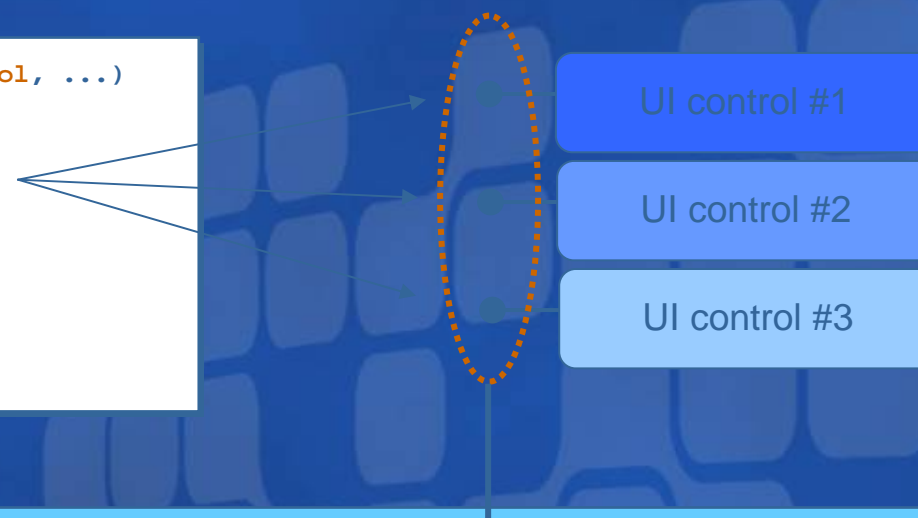 ol, ...)
UI control #1
UI control #2
UI control #3